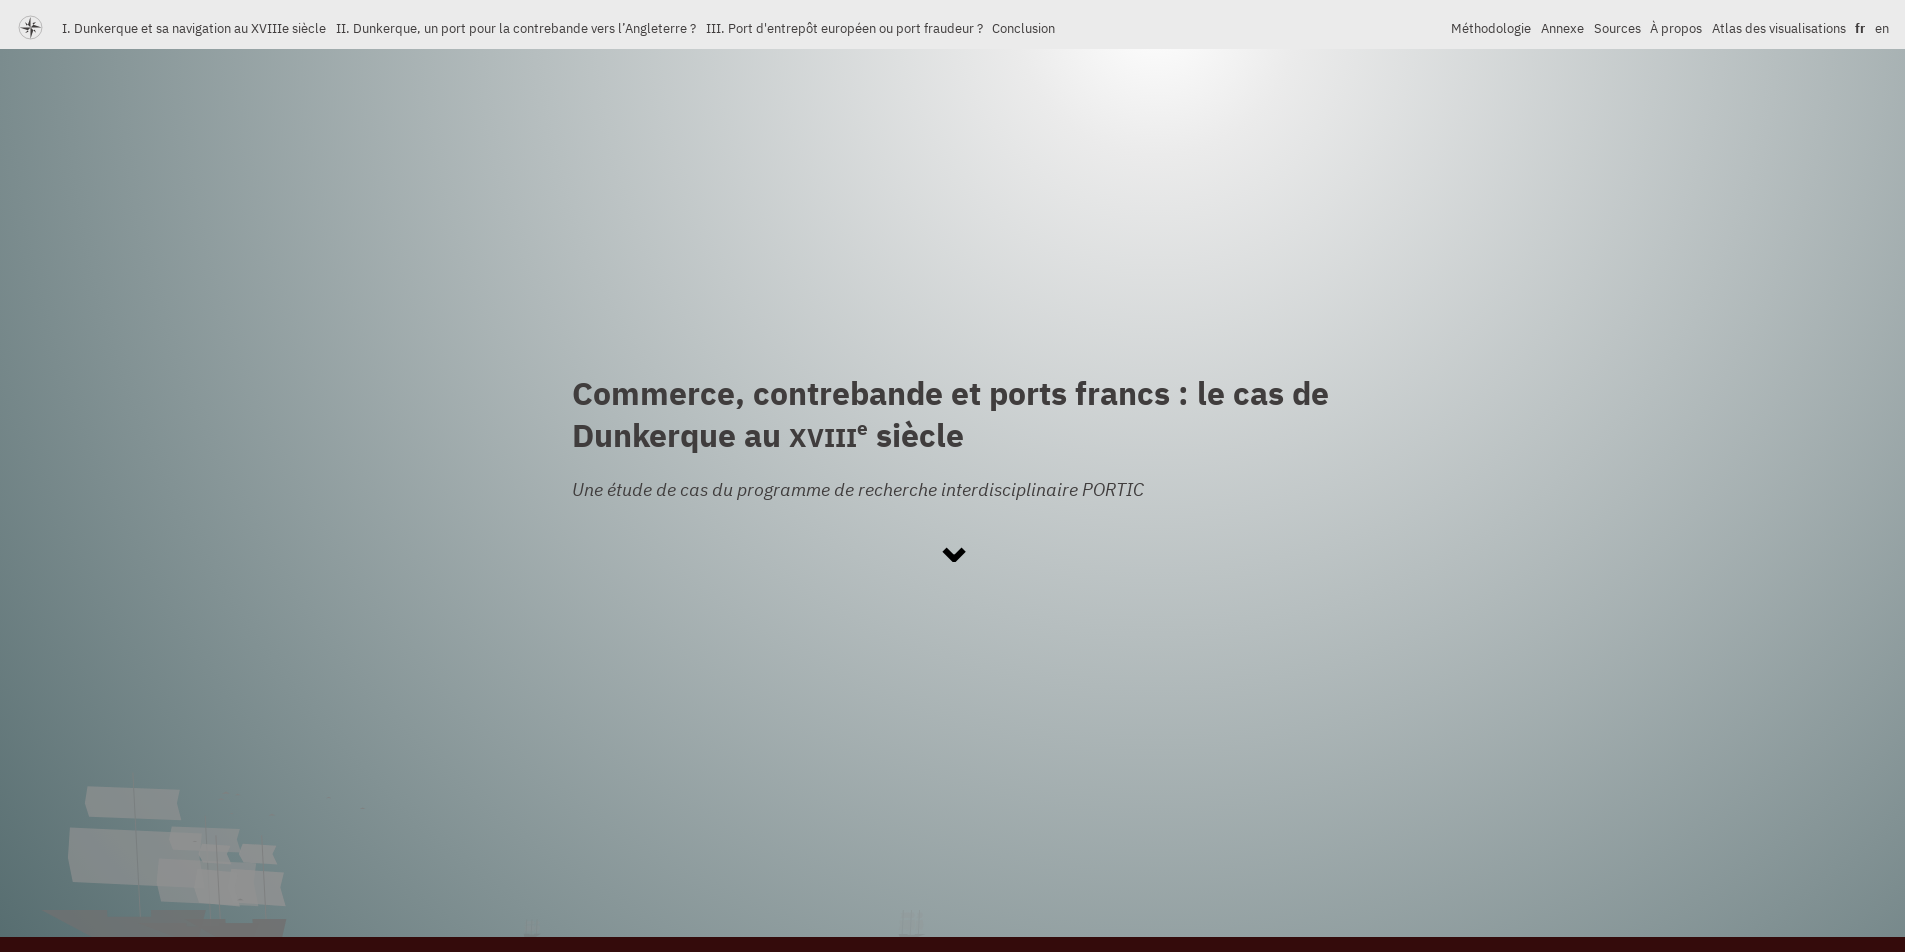 I. Dunkerque et sa navigation au XVIIIe siècle II. Dunkerque, un port pour la contrebande vers l’Angleterre ? III. Port d'entrepôt européen ou port fraudeur ? Conclusion Méthodologie Annexe Sources À propos Atlas des visualisations fr en
Commerce, contrebande et ports francs : le cas de
Dunkerque au XVIIIe siècle
Une étude de cas du programme de recherche interdisciplinaire PORTIC